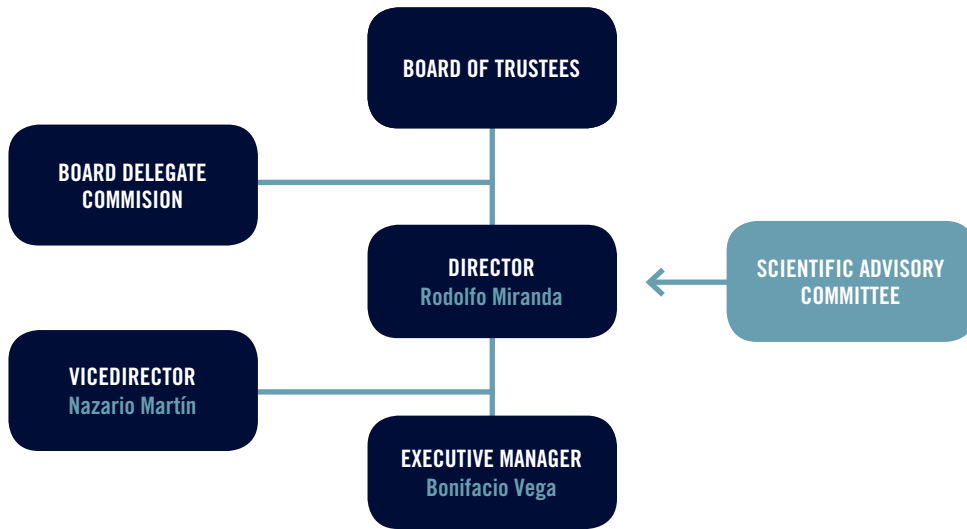 BOARD OF TRUSTEES
BOARD DELEGATE
COMMISION
DIRECTOR
Rodolfo Miranda
SCIENTIFIC ADVISORY
COMMITTEE
VICEDIRECTOR
Nazario Martín
EXECUTIVE MANAGER
Bonifacio Vega